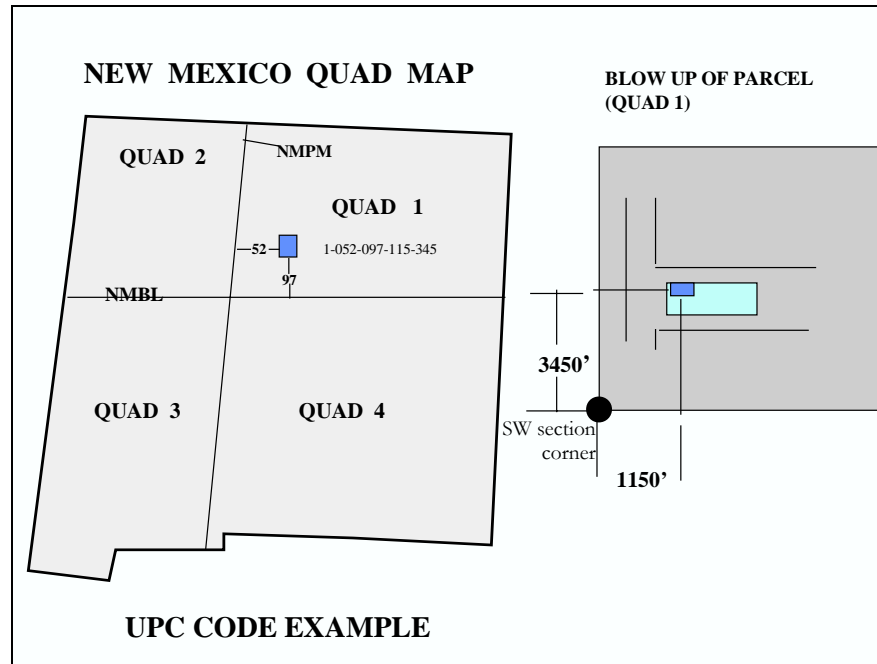 NEW MEXICO QUAD MAP
BLOW UP OF PARCEL
(QUAD 1)
QUAD 2
NMPM
QUAD 1
52
1-052-097-115-345
97
NMBL
3450’
QUAD 3
QUAD 4
SW section
corner
1150’
UPC CODE EXAMPLE